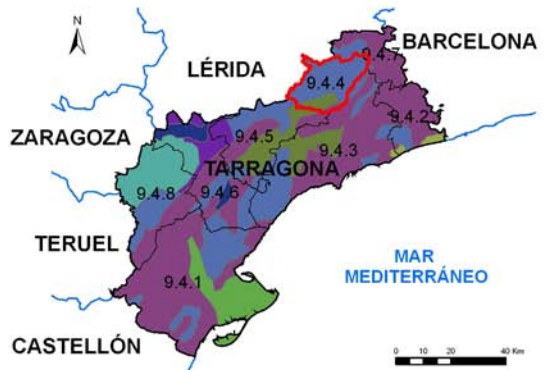 N
BARCELONA
LÉRIDA
9.4.7
9.4.4
ZARAGOZA
9.4.5
9.4.2
9.4.3
TARRAGONA
9.4.8
9.4.6
TERUEL
MAR
MEDITERRÁNEO
9.4.1
CASTELLÓN
0 10 20 40 Km